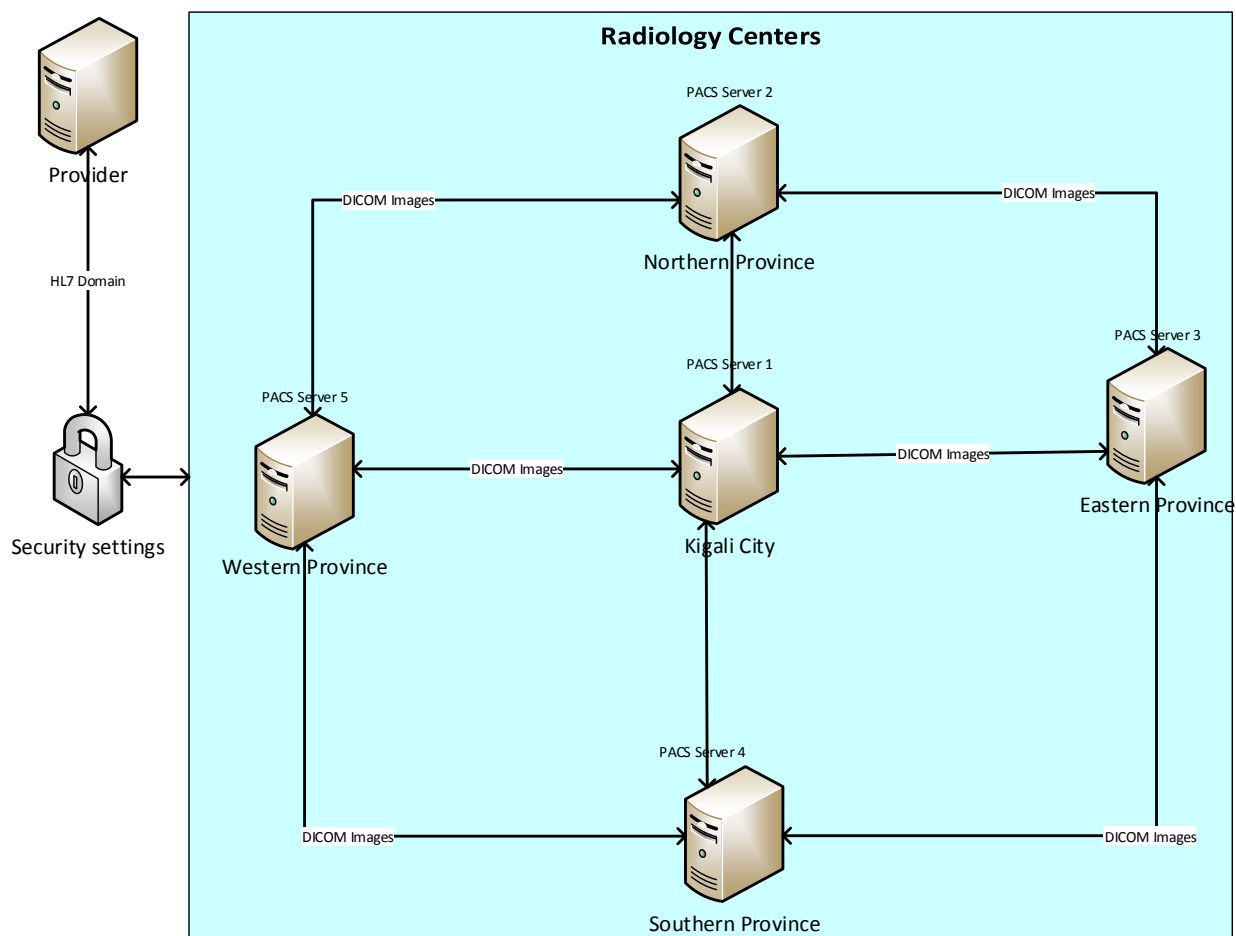 Radiology Centers
PACS Server 2
Provider
DICOM Images
DICOM Images
Northern Province
HL7 Domain
PACS Server 3
PACS Server 1
PACS Server 5
DICOM Images
DICOM Images
Eastern Province
Security settings
Kigali City
Western Province
PACS Server 4
DICOM Images
DICOM Images
Southern Province